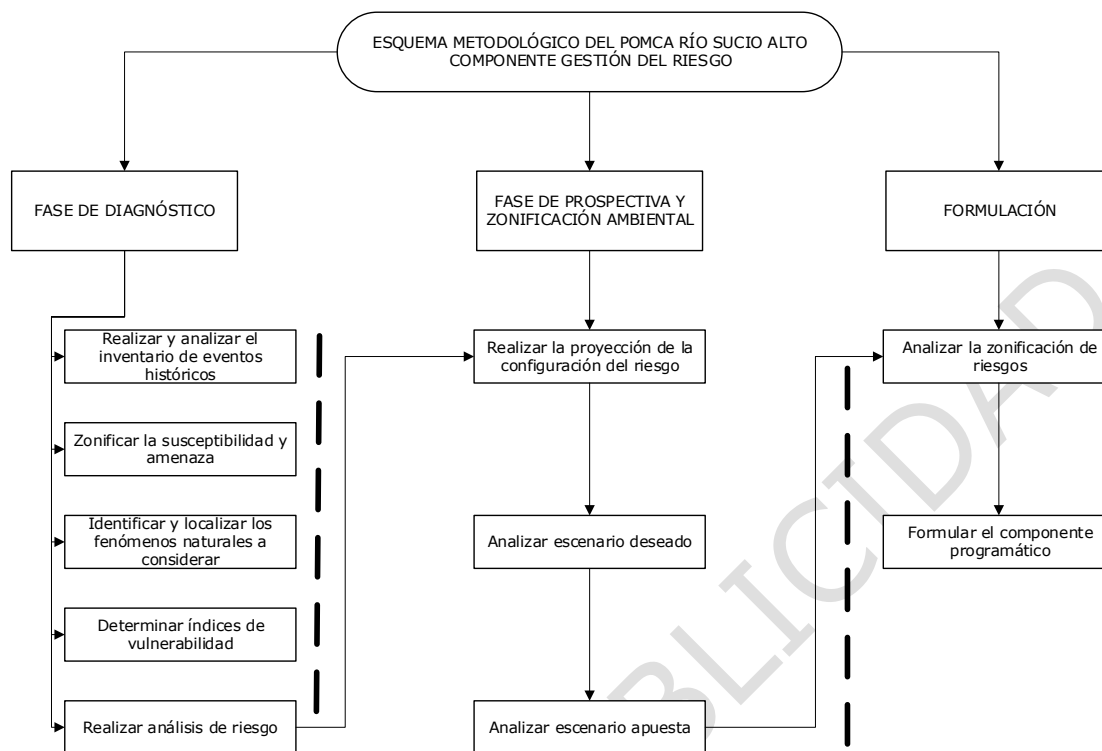 ESQUEMA METODOLÓGICO DEL POMCA RÍO SUCIO ALTO
COMPONENTE GESTIÓN DEL RIESGO
FASE DE DIAGNÓSTICO
Realizar y analizar el
inventario de eventos
históricos
Zonificar la susceptibilidad y
amenaza
Identificar y localizar los
fenómenos naturales a
considerar
Determinar índices de
vulnerabilidad
Realizar análisis de riesgo
FASE DE PROSPECTIVA Y
ZONIFICACIÓN AMBIENTAL
Realizar la proyección de la
configuración del riesgo
Analizar escenario deseado
Analizar escenario apuesta
FORMULACIÓN
Analizar la zonificación de
riesgos
Formular el componente
programático
BLICIDAD